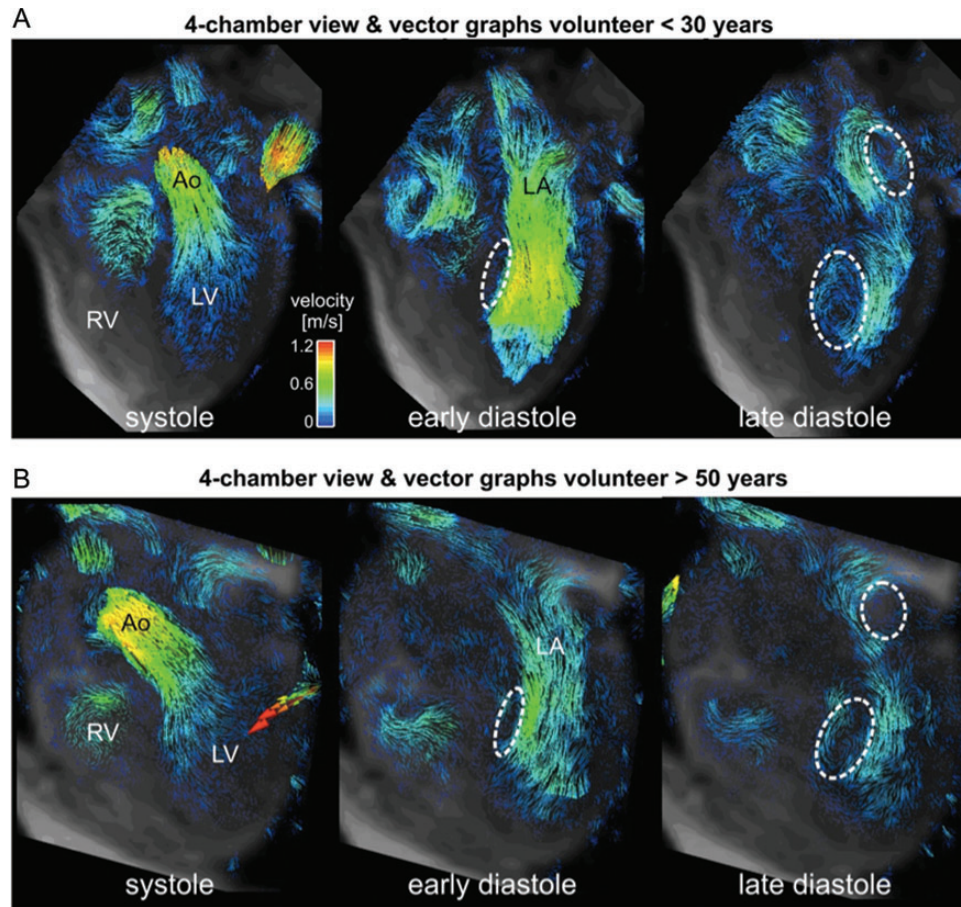 A
4-chamber view & vector graphs volunteer < 30 years
Ao
LA
LV
RV
velocity
[m/s]
1.2
0.6
0
systole
early diastole
late diastole
B
4-chamber view & vector graphs volunteer > 50 years
Ao
LA
RV
LV
systole
early diastole
late diastole